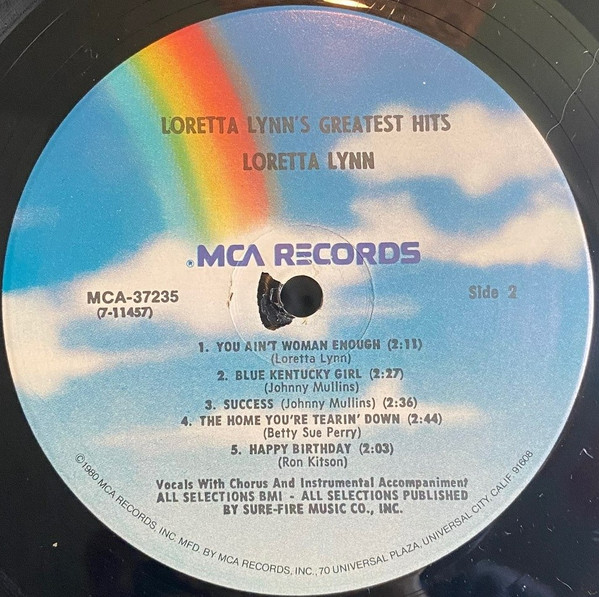 LORETTA LYNN'S GREATEST HITS
LORETTA LYNN
®MCA RECORDS
MCA-37235
(7-11457)
Side 2
1. YOU AIN'T WOMAN ENOUGH (2:11)
(Loretta Lynn)
2. BLUE KENTUCKY GIRL (2:27)
(Johnny Mullins)
3. SUCCESS (Johnny Mullins) (2:36)
4. THE HOME YOU'RE TEARIN' DOWN (2:44)
(Betty Sue Perry)
5. HAPPY BIRTHDAY (2:03)
(Ron Kitson)
Vocals With Chorus And Instrumental Accompaniment
ALL SELECTIONS BMI - ALL SELECTIONS PUBLISHED
BY SURE-FIRE MUSIC CO., INC.
©1980 MCA RECORDS, INC. MFD. BY MCA RECORDS, INC., 70 UNIVERSAL PLAZA, UNIVERSAL CITY, CALIF. 91608